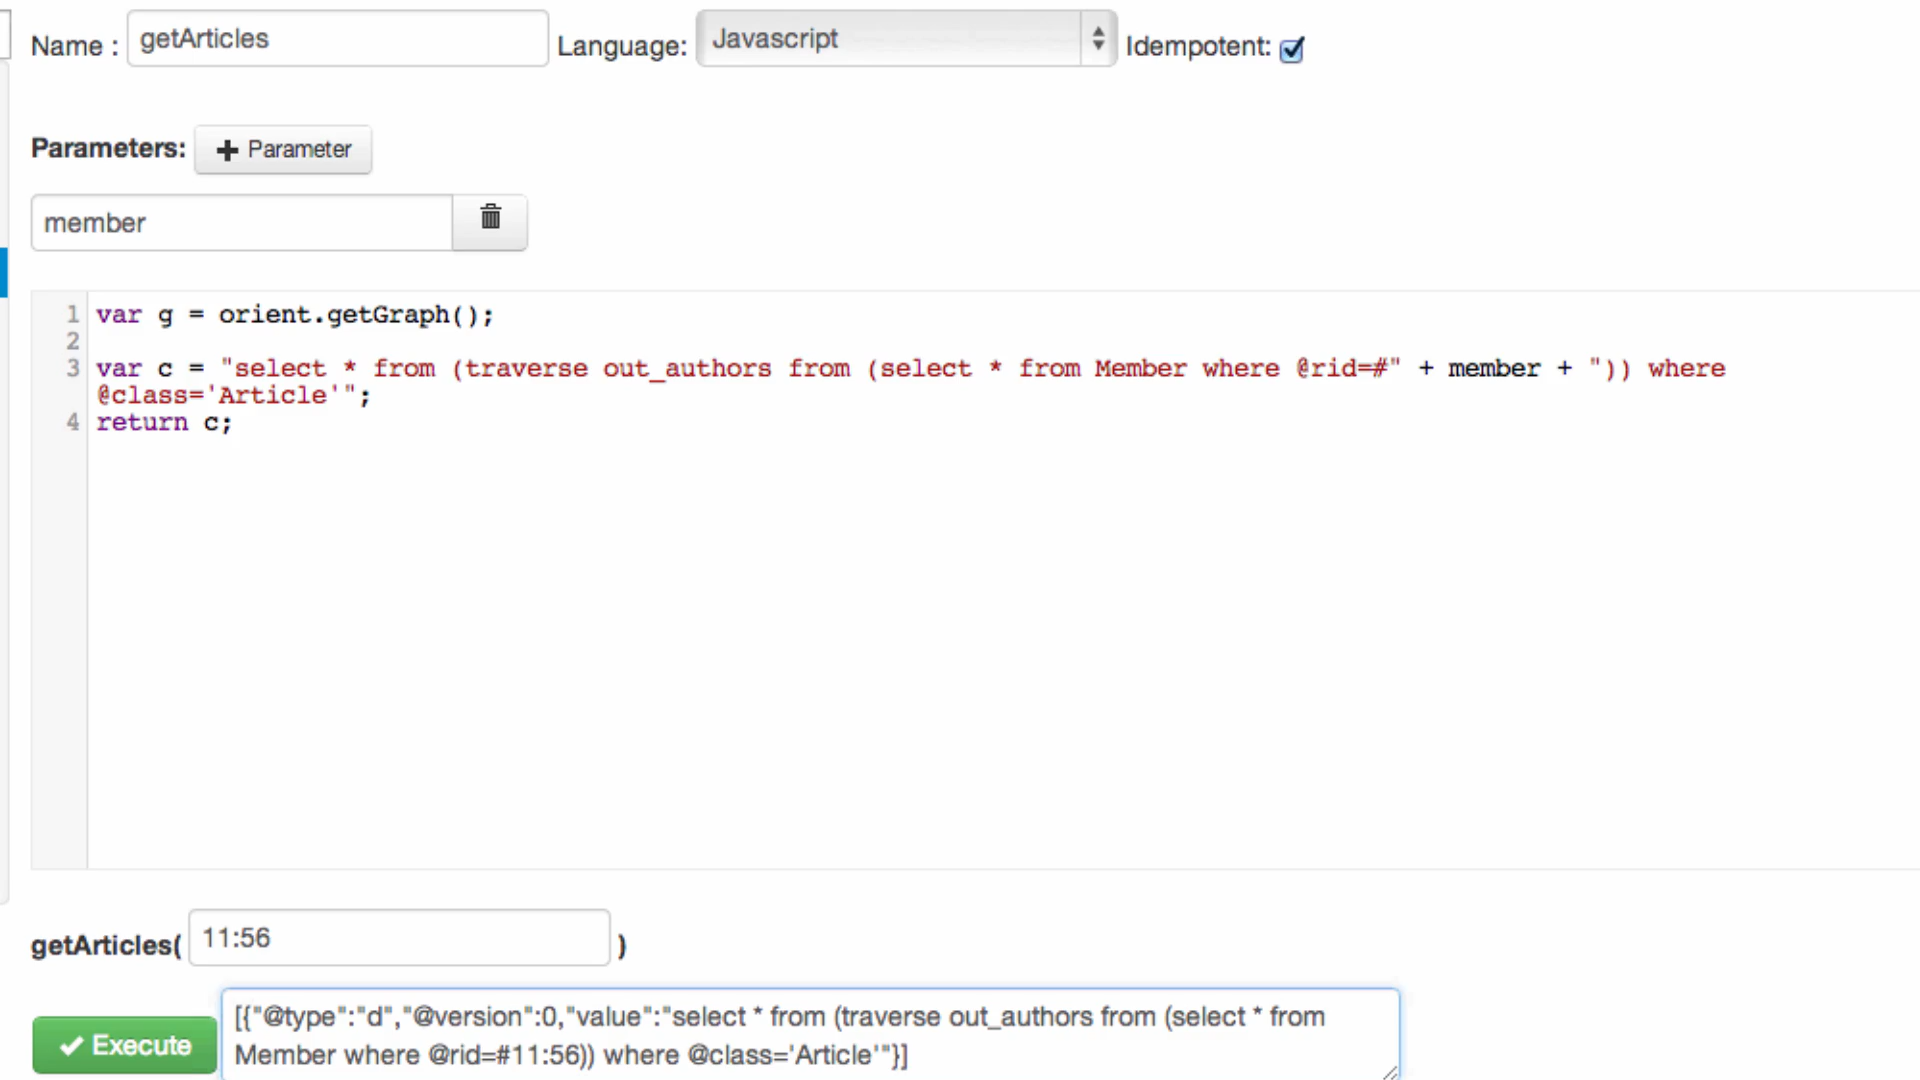 Name : getArticles Language: Javascript Idempotent:
Parameters: Parameter
member
1 var g = orient.getGraph();
2
3 var c = "select * from (traverse out_authors from (select * from Member where @rid=#" + member + ")) where
@class='Article'";
4 return c;
getArticles( 11:56 )
[{"@type":"d","@version":0,"value":"select * from (traverse out_authors from (select * from
Execute Member where @rid=#11:56)) where @class='Article'"}]